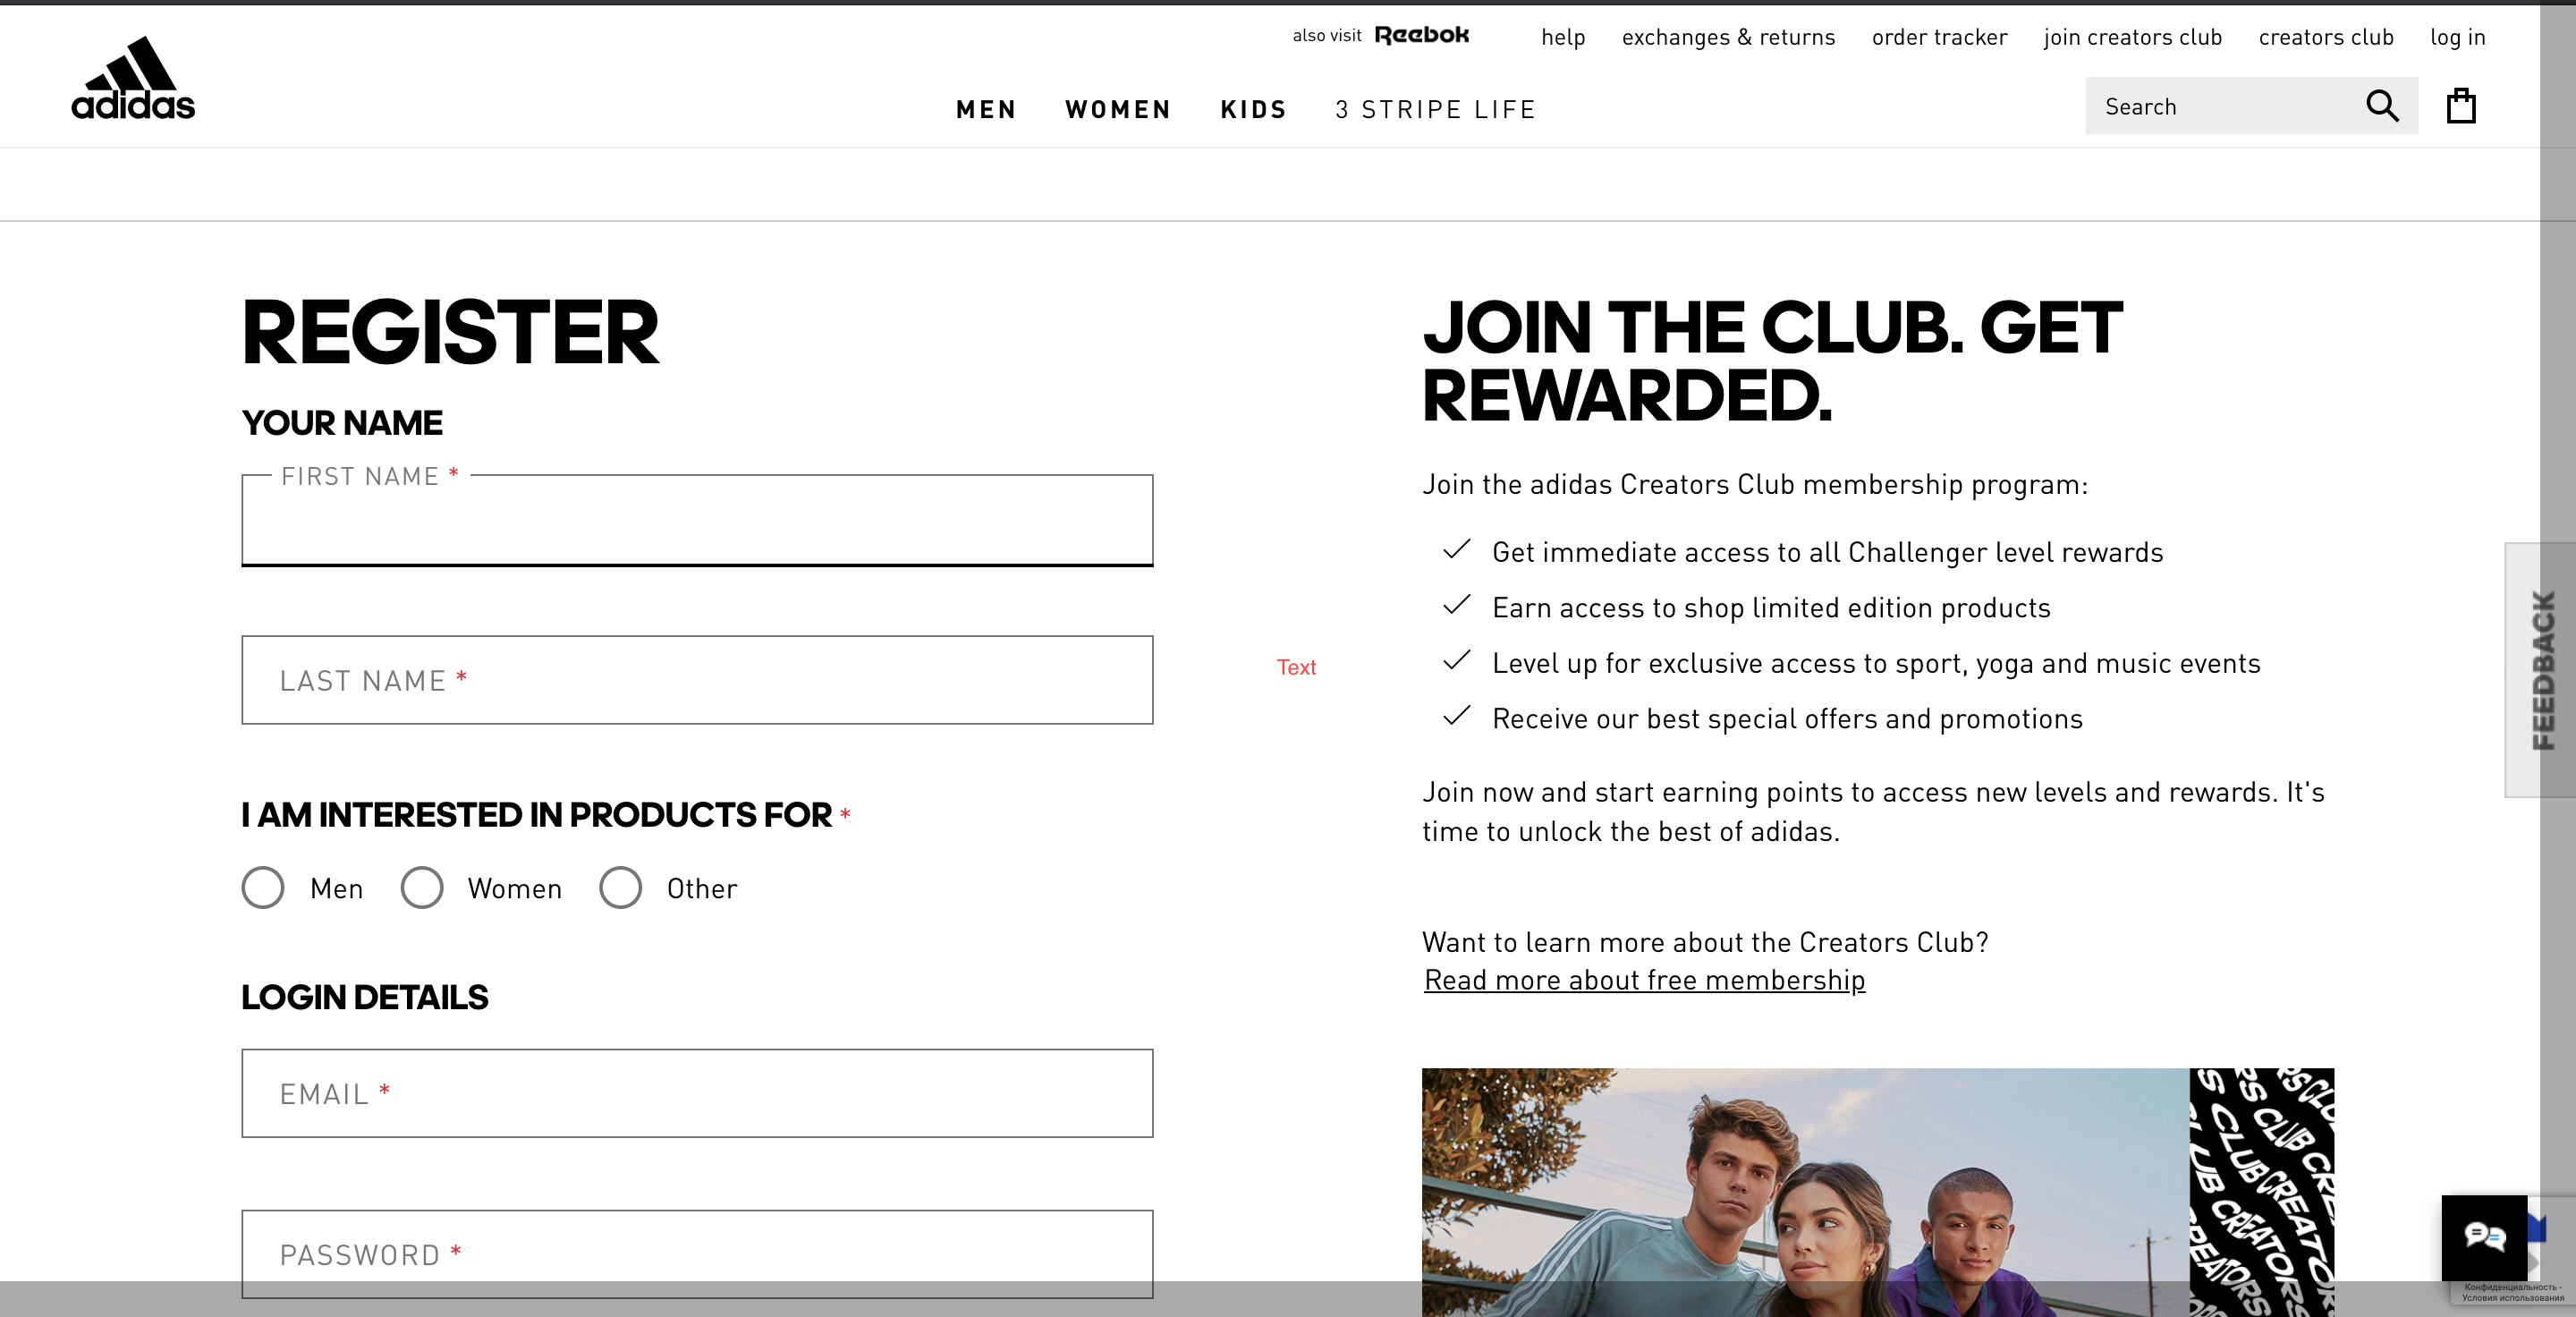 also visit Reebok
help exchanges & returns order tracker join creators club creators club log in
adidas
MEN WOMEN KIDS 3 STRIPE LIFE
Search
REGISTER
YOUR NAME
FIRST NAME *
LAST NAME *
I AM INTERESTED IN PRODUCTS FOR *
Men Women Other
LOGIN DETAILS
EMAIL *
PASSWORD *
Text
JOIN THE CLUB. GET
REWARDED.
Join the adidas Creators Club membership program:
Get immediate access to all Challenger level rewards
Earn access to shop limited edition products
Level up for exclusive access to sport, yoga and music events
Receive our best special offers and promotions
Join now and start earning points to access new levels and rewards. It's
time to unlock the best of adidas.
Want to learn more about the Creators Club?
Read more about free membership
FEEDBACK
Конфиденциальность -
Условия использования